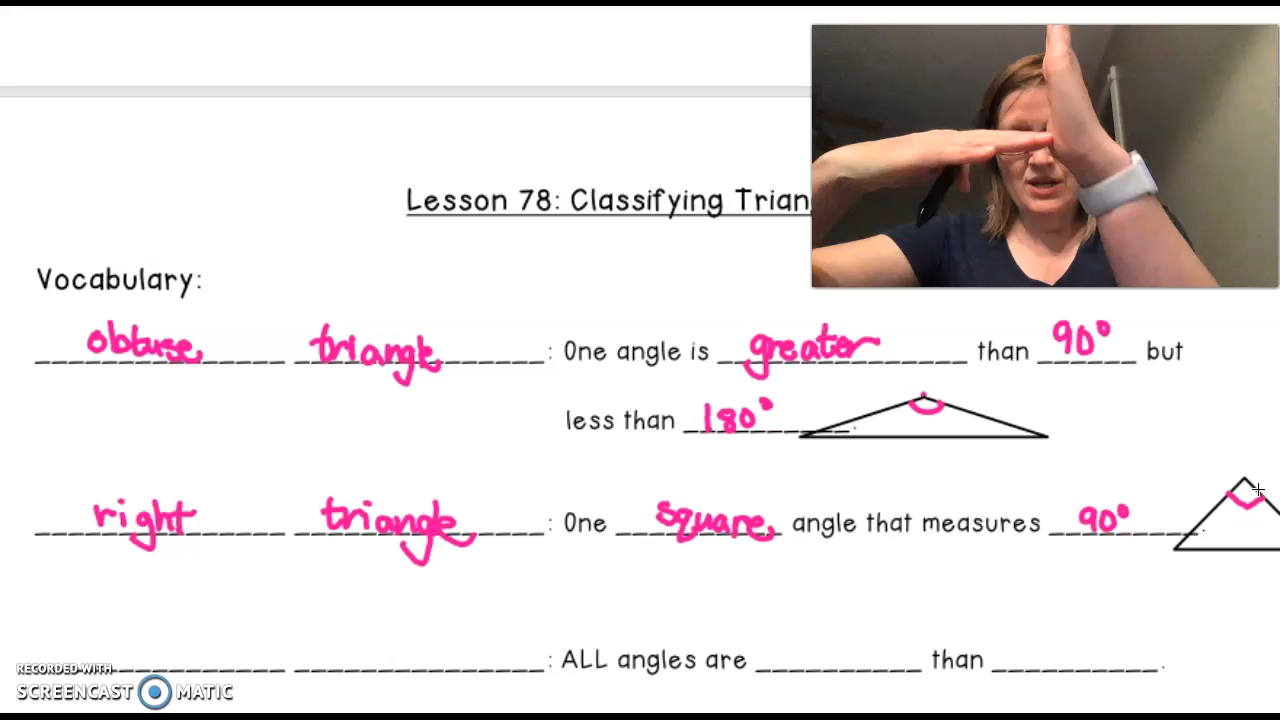 Lesson 78: Classifying Trian
Vocabulary:
obtuse triangle : One angle is greater than 90° but
less than 180° .
right triangle : One square angle that measures 90° .
: ALL angles are than .
RECORDED WITH
SCREENCAST MATIC